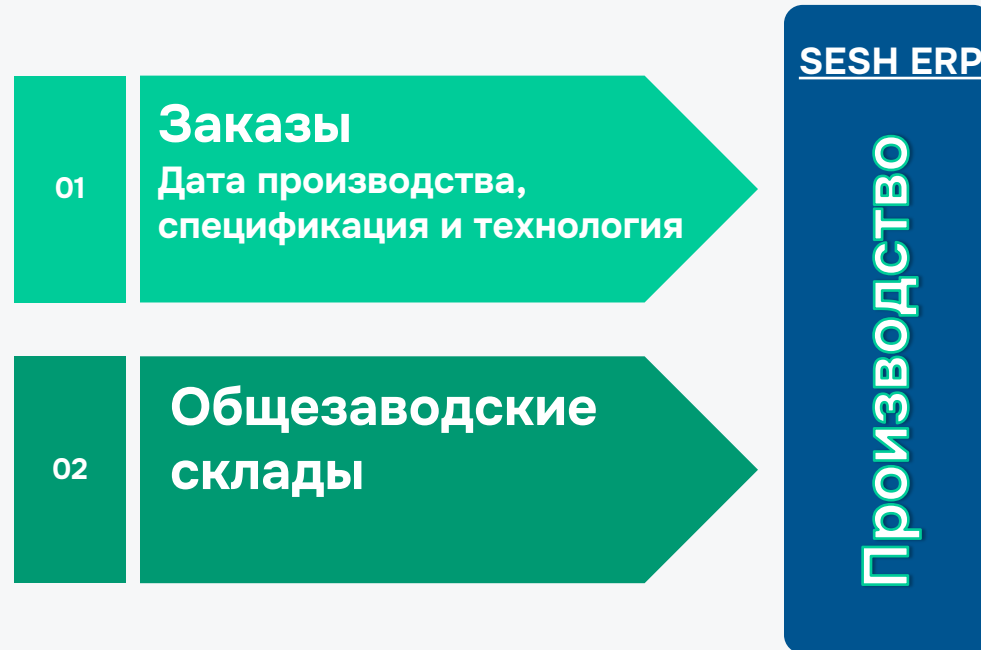 01
Заказы
Дата производства,
спецификация и технология
02
Общезаводские
склады
SESH ERP
Производство